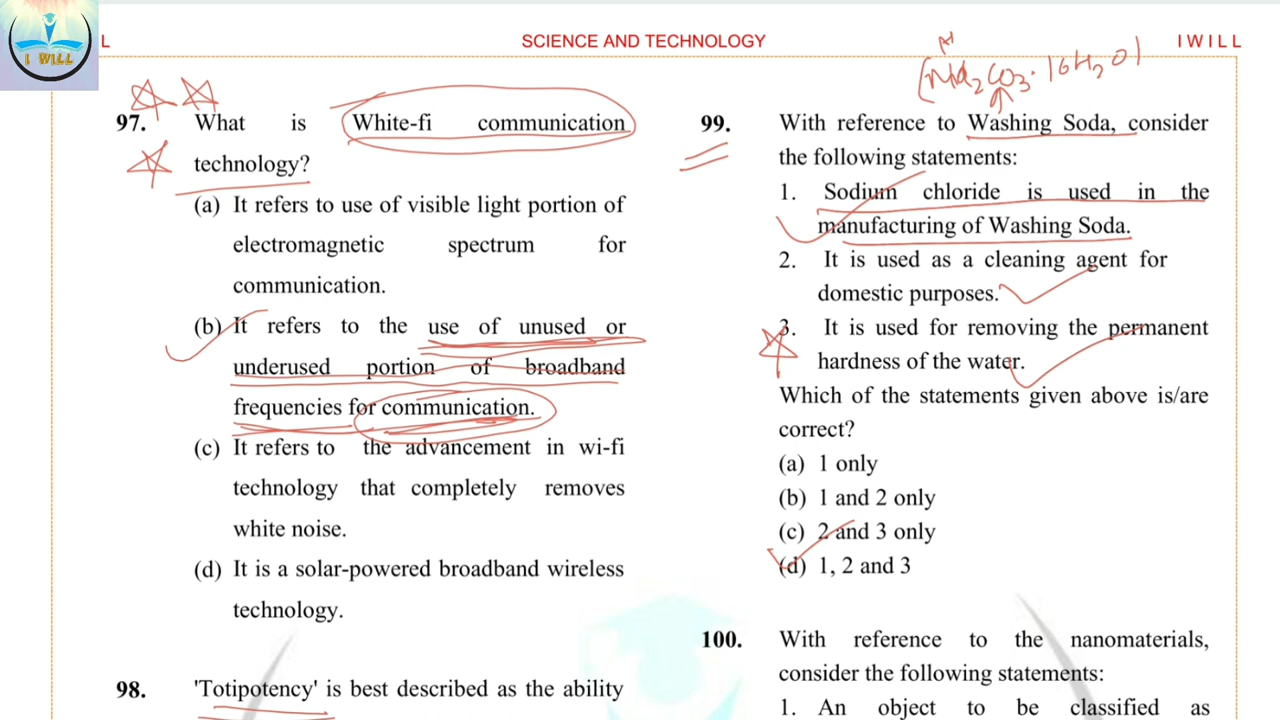 I WILL
L
SCIENCE AND TECHNOLOGY
I W I L L
97. What is White-fi communication
technology?
(a) It refers to use of visible light portion of
electromagnetic spectrum for
communication.
(b) It refers to the use of unused or
underused portion of broadband
frequencies for communication.
(c) It refers to the advancement in wi-fi
technology that completely removes
white noise.
(d) It is a solar-powered broadband wireless
technology.
98. 'Totipotency' is best described as the ability
(Na2CO3. 10H2O)
99. With reference to Washing Soda, consider
the following statements:
1. Sodium chloride is used in the
manufacturing of Washing Soda.
2. It is used as a cleaning agent for
domestic purposes.
3. It is used for removing the permanent
hardness of the water.
Which of the statements given above is/are
correct?
(a) 1 only
(b) 1 and 2 only
(c) 2 and 3 only
(d) 1, 2 and 3
100. With reference to the nanomaterials,
consider the following statements:
1. An object to be classified as